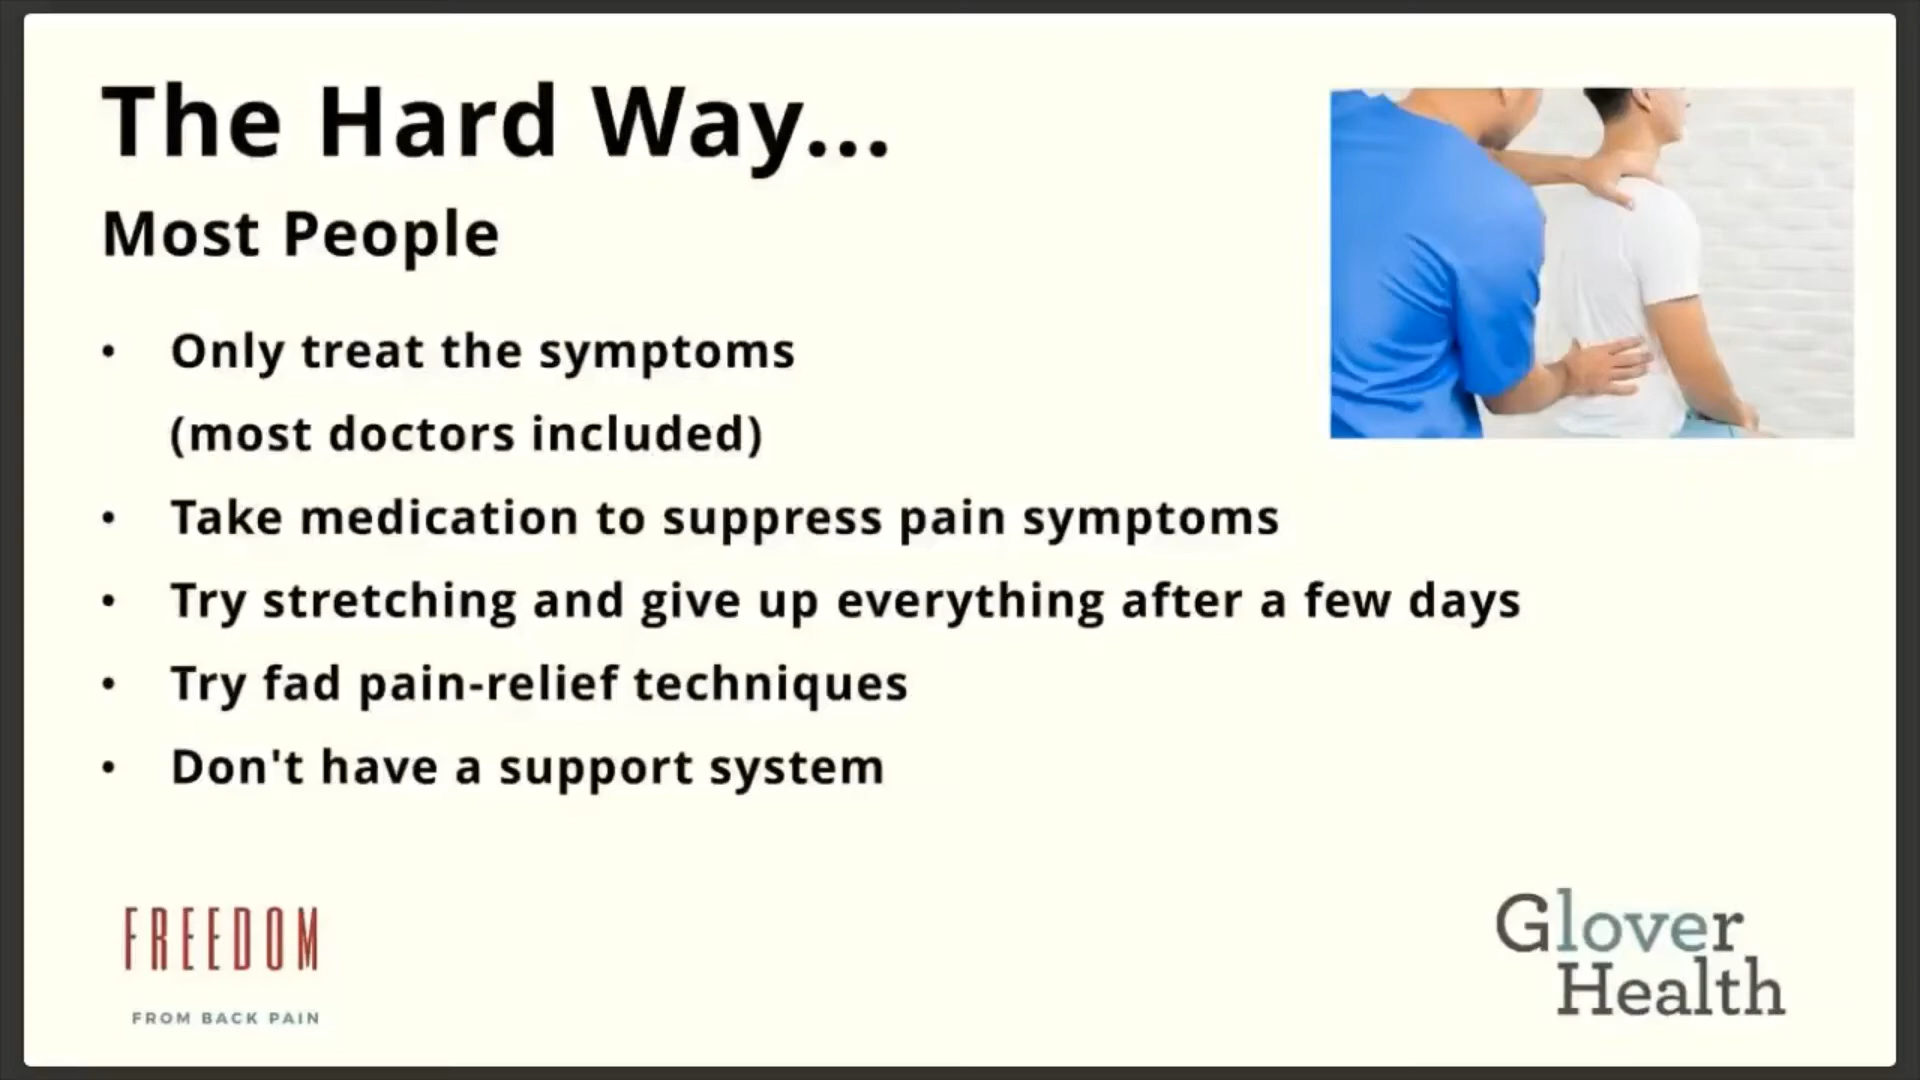 The Hard Way...
Most People
• Only treat the symptoms
(most doctors included)
• Take medication to suppress pain symptoms
• Try stretching and give up everything after a few days
• Try fad pain-relief techniques
• Don't have a support system
FREEDOM
FROM BACK PAIN
Glover
Health